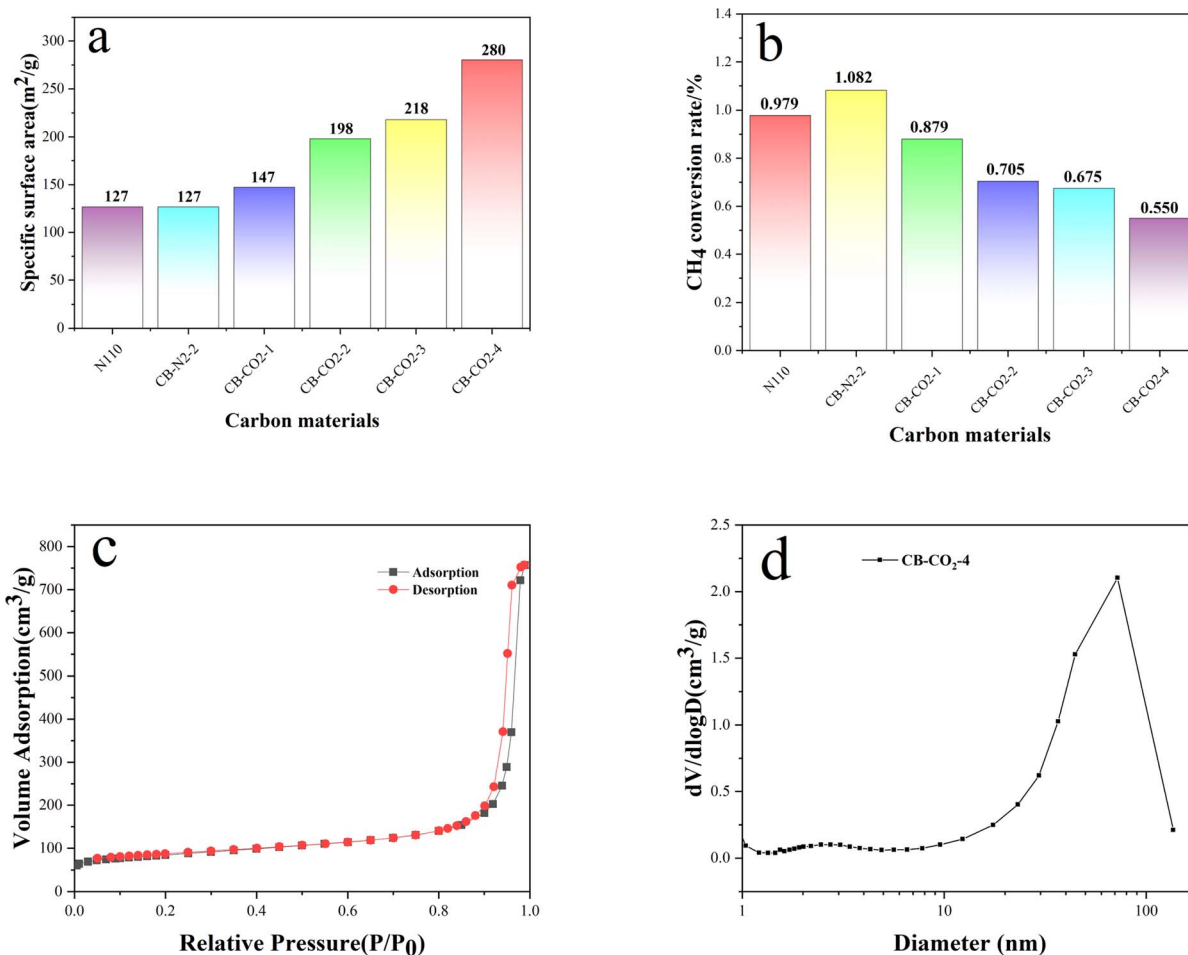 a
Specific surface area(m²/g)
300
250
200
150
100
50
0
127
127
147
198
218
280
N110
CB-N2-2
CB-CO2-1
CB-CO2-2
CB-CO2-3
CB-CO2-4
Carbon materials
b
CH4 conversion rate/%
1.4
1.2
1.0
0.8
0.6
0.4
0.2
0.0
0.979
1.082
0.879
0.705
0.675
0.550
N110
CB-N2-2
CB-CO2-1
CB-CO2-2
CB-CO2-3
CB-CO2-4
Carbon materials
c
Volume Adsorption(cm³/g)
800
700
600
500
400
300
200
100
0
Adsorption
Desorption
0.0 0.2 0.4 0.6 0.8 1.0
Relative Pressure(P/P₀)
d
dV/dlogD(cm³/g)
2.5
2.0
1.5
1.0
0.5
0.0
CB-CO₂-4
1 10 100
Diameter (nm)